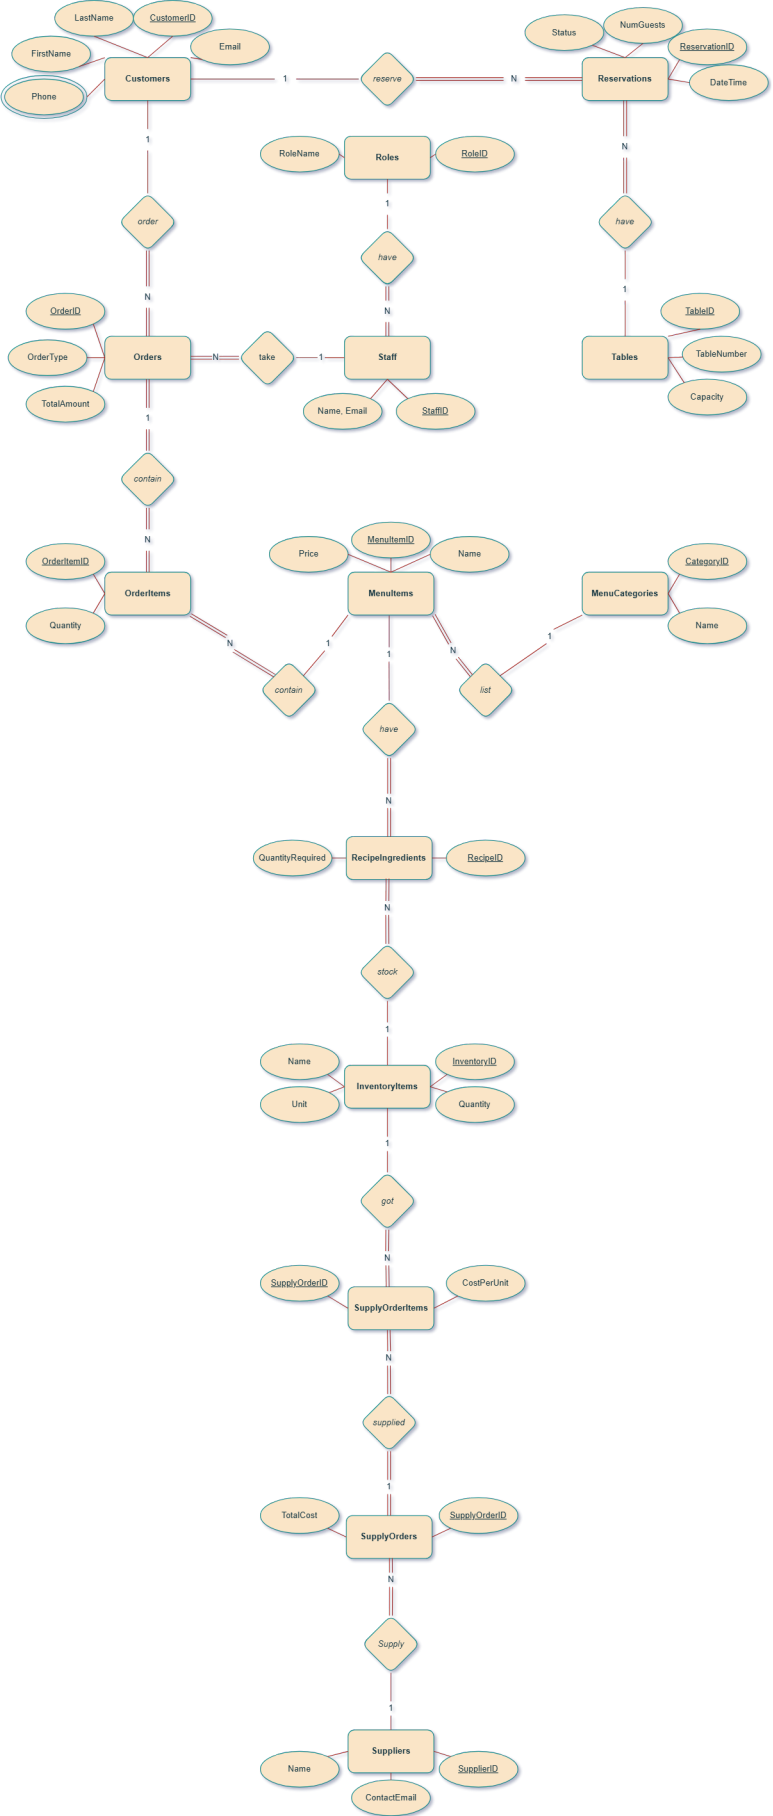 LastName
CustomerID
FirstName
Email
Phone
Customers
1
reserve
N
Status
NumGuests
ReservationID
Reservations
DateTime
1
RoleName
Roles
RoleID
N
1
order
have
have
N
N
1
OrderID
OrderType
Orders
N
take
1
Staff
TotalAmount
Name, Email
StaffID
TableID
Tables
TableNumber
Capacity
1
contain
N
OrderItemID
OrderItems
Quantity
Price
MenuItemID
Name
MenuItems
CategoryID
MenuCategories
Name
N
1
1
N
1
contain
list
have
N
QuantityRequired
RecipeIngredients
RecipeID
N
stock
1
Name
InventoryID
InventoryItems
Unit
Quantity
1
got
N
SupplyOrderID
CostPerUnit
SupplyOrderItems
N
supplied
1
TotalCost
SupplyOrderID
SupplyOrders
N
Supply
1
Suppliers
Name
SupplierID
ContactEmail